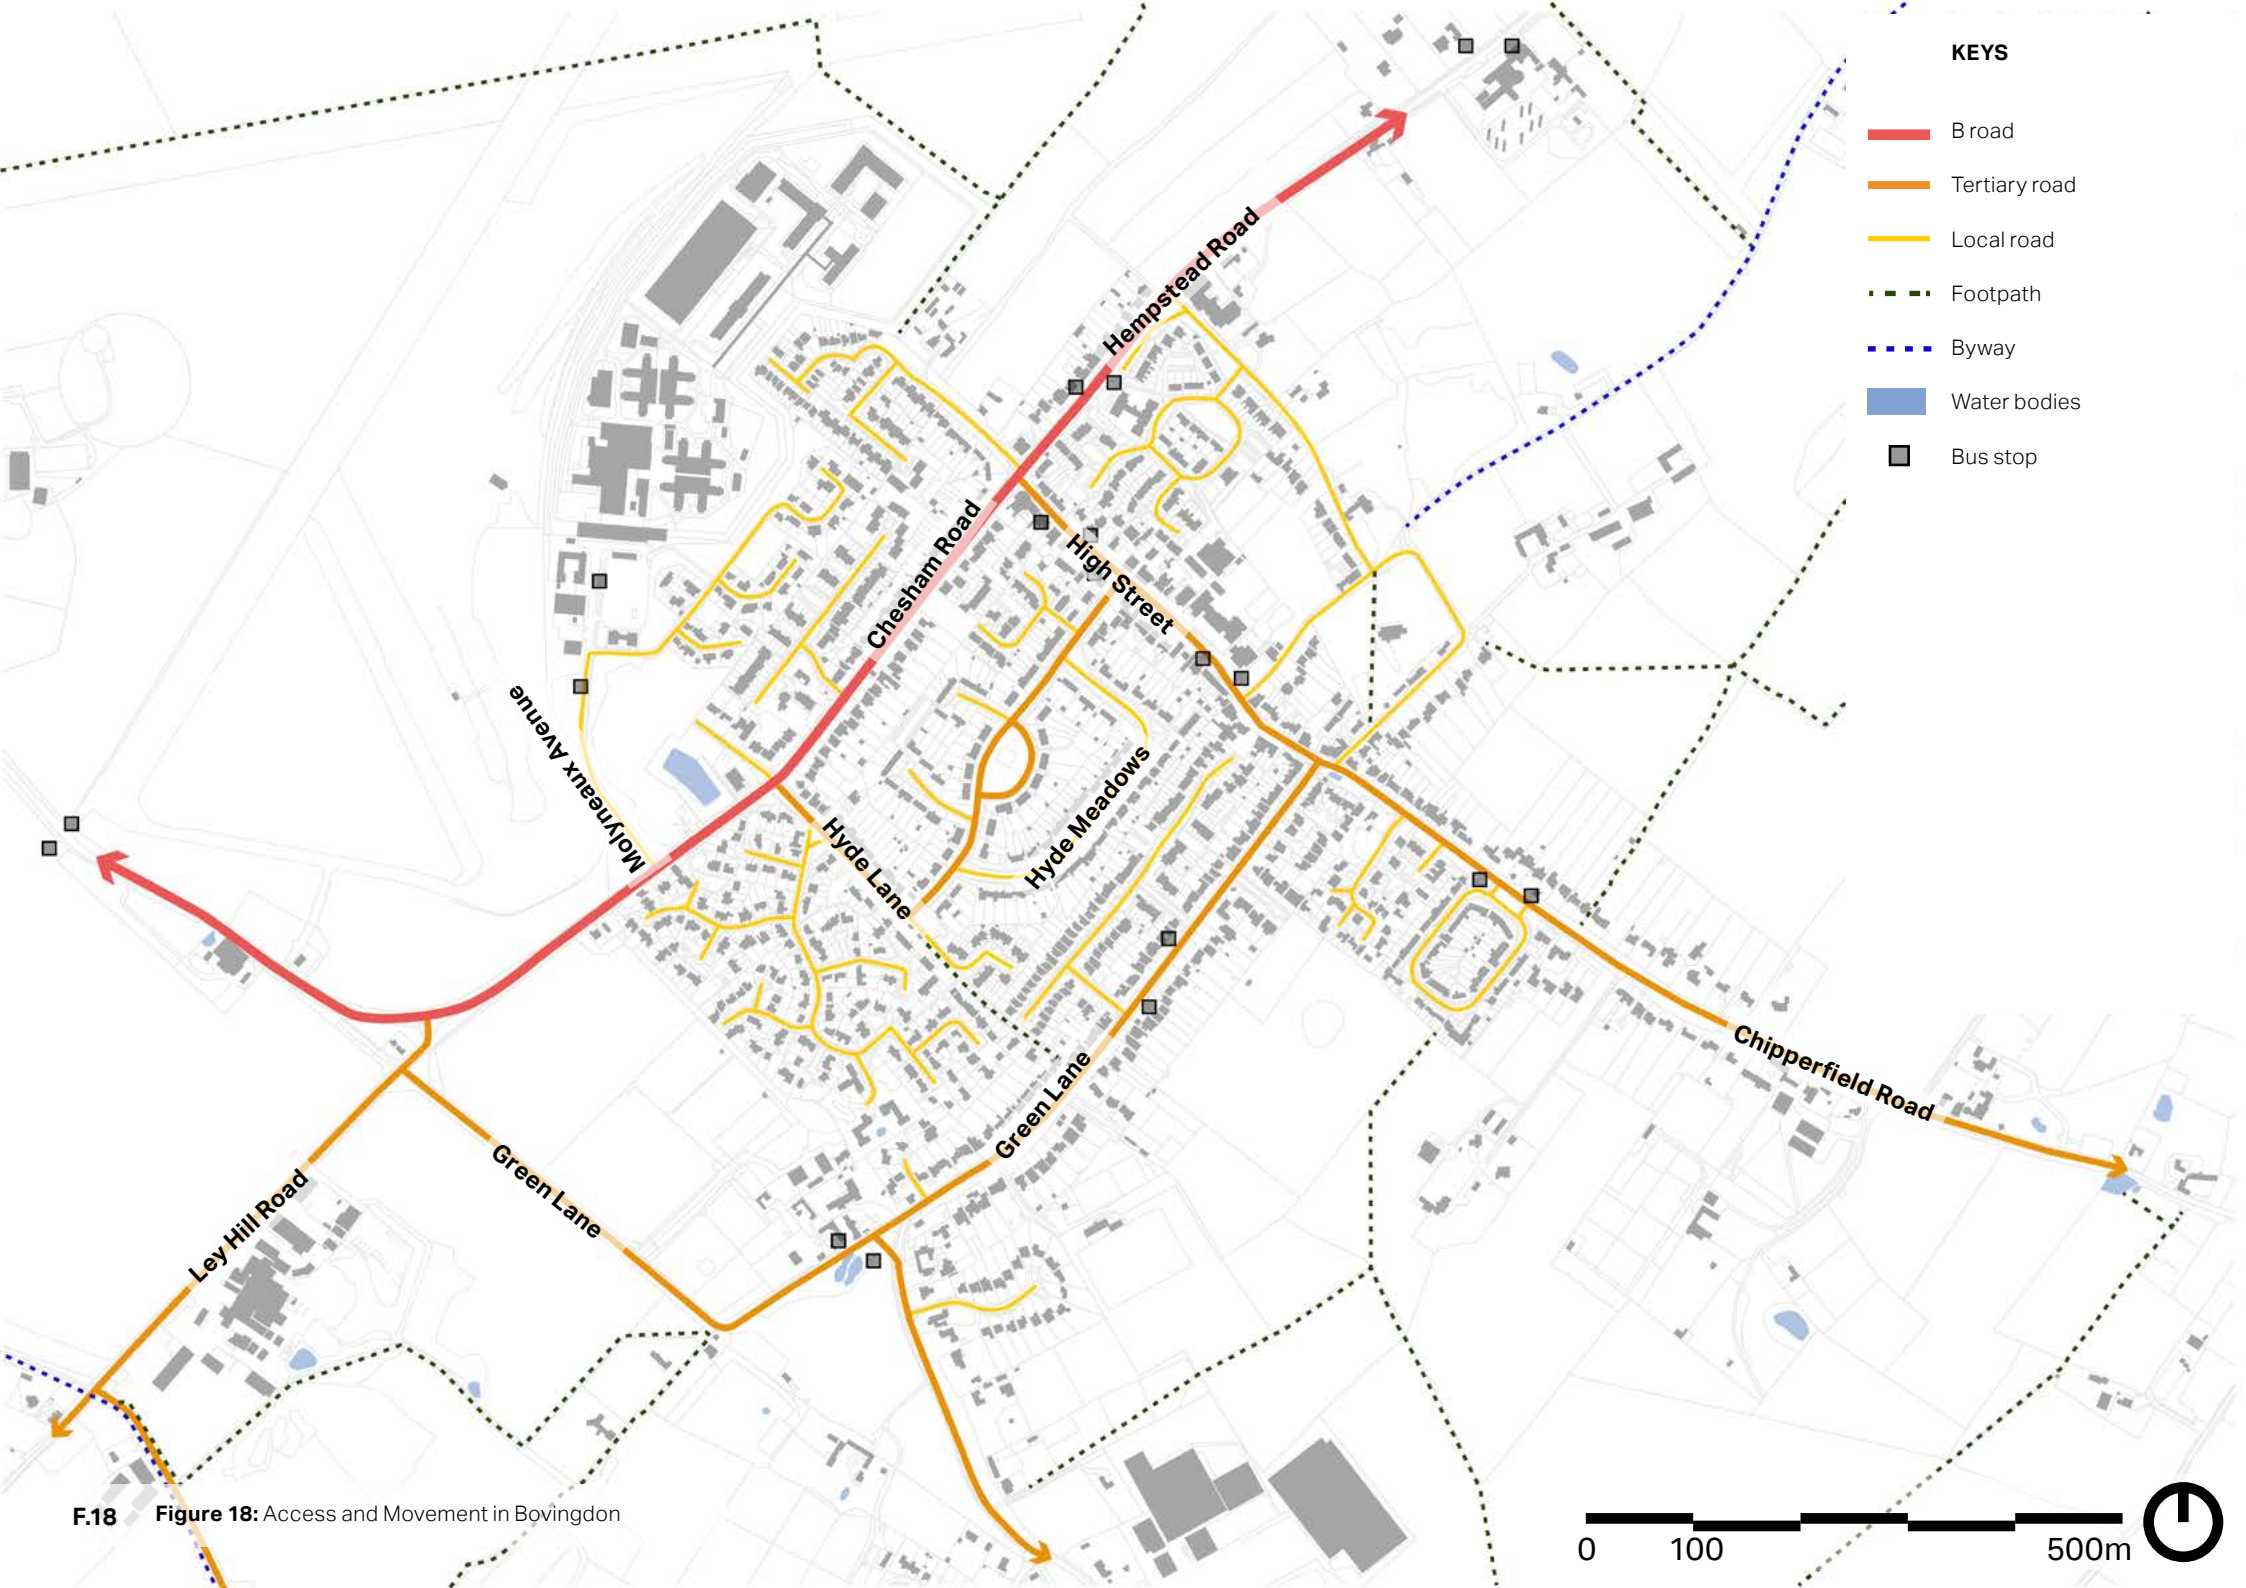 KEYS
B road
Tertiary road
Local road
Footpath
Byway
Water bodies
Bus stop
Hempstead Road
Chesham Road
High Street
Molyneaux Avenue
Hyde Lane
Hyde Meadows
Green Lane
Chipperfield Road
Green Lane
Ley Hill Road
F.18 Figure 18: Access and Movement in Bovingdon
0 100 500m